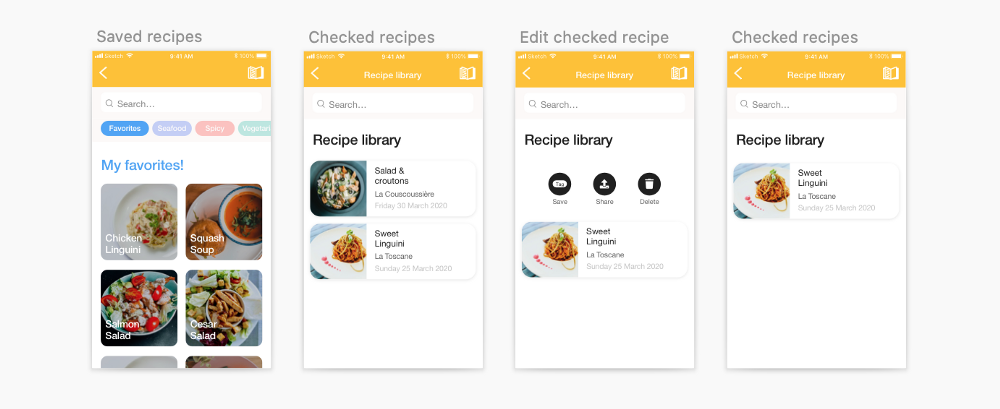 Saved recipes
Sketch 9:41 AM 100%
Search...
Favorites Seafood Spicy Vegetarian
My favorites!
Chicken
Linguini
Squash
Soup
Salmon
Salad
Cesar
Salad
Checked recipes
Sketch 9:41 AM 100%
Recipe library
Search...
Recipe library
Salad &
croutons
La Couscoussière
Friday 30 March 2020
Sweet
Linguini
La Toscane
Sunday 25 March 2020
Edit checked recipe
Sketch 9:41 AM 100%
Recipe library
Search...
Recipe library
Tag
Save
Share
Delete
Sweet
Linguini
La Toscane
Sunday 25 March 2020
Checked recipes
Sketch 9:41 AM 100%
Recipe library
Search...
Recipe library
Sweet
Linguini
La Toscane
Sunday 25 March 2020